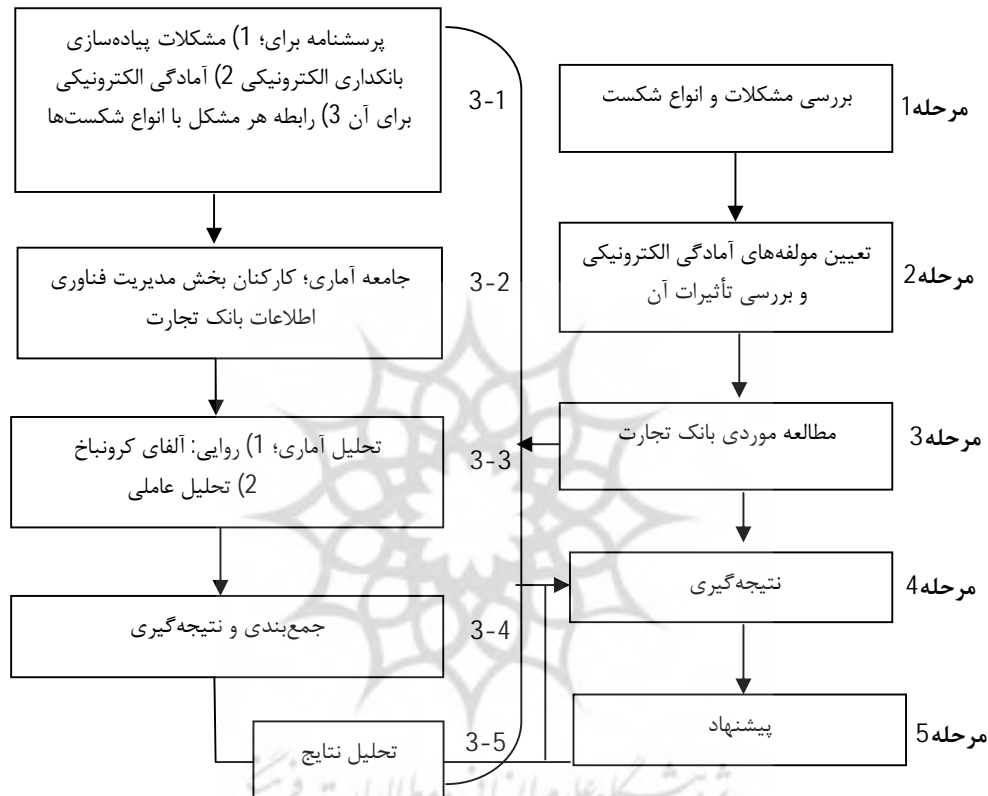 مرحله1
بررسی مشکلات و انواع شکست
مرحله2
تعیین مولفه‌های آمادگی الکترونیکی
و بررسی تأثیرات آن
مرحله3
مطالعه موردی بانک تجارت
مرحله4
نتیجه‌گیری
مرحله5
پیشنهاد
3-1
پرسشنامه برای؛ 1) مشکلات پیاده‌سازی
بانکداری الکترونیکی 2) آمادگی الکترونیکی
برای آن 3) رابطه هر مشکل با انواع شکست‌ها
3-2
جامعه آماری؛ کارکنان بخش مدیریت فناوری
اطلاعات بانک تجارت
3-3
تحلیل آماری؛ 1) روایی: آلفای کرونباخ
2) تحلیل عاملی
3-4
جمع‌بندی و نتیجه‌گیری
3-5
تحلیل نتایج